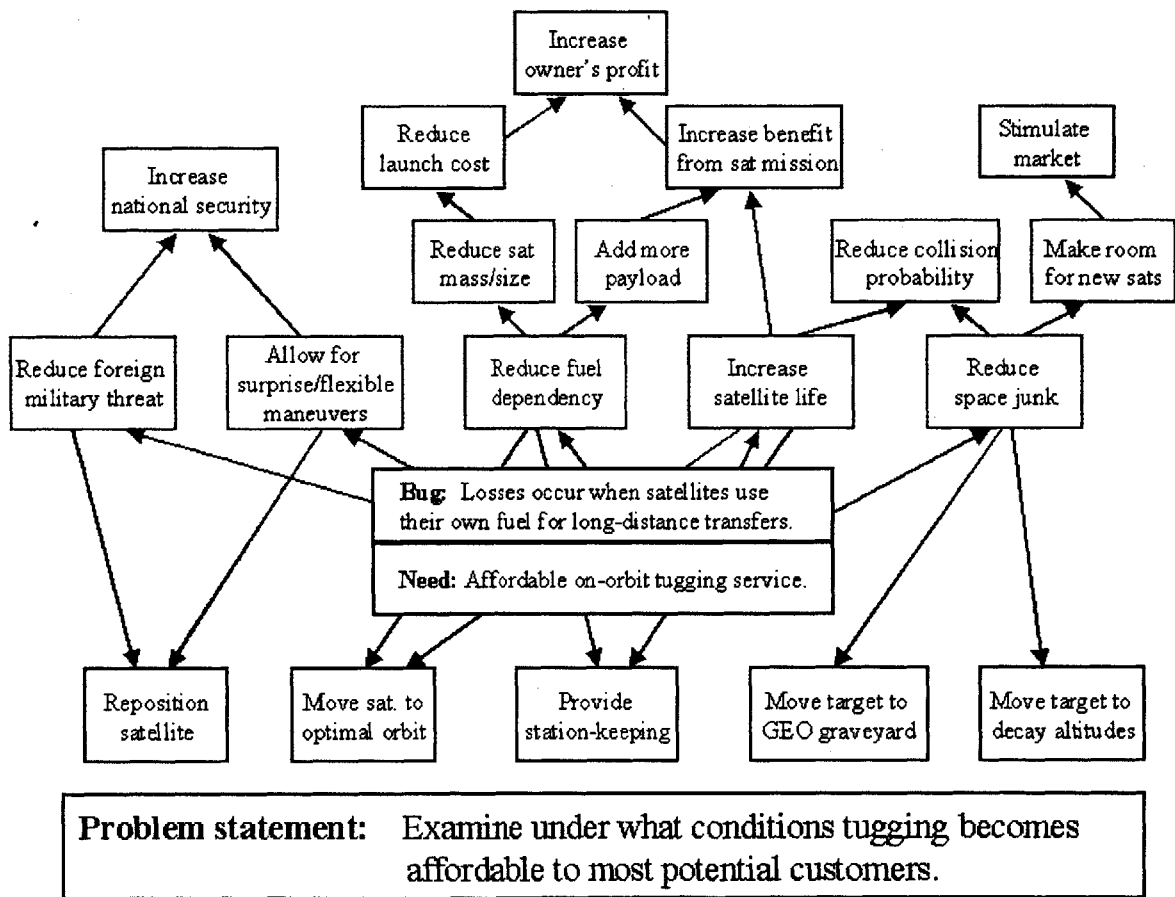 Increase
owner's profit
Reduce
launch cost
Increase benefit
from sat mission
Stimulate
market
Increase
national security
Reduce sat
mass/size
Add more
payload
Reduce collision
probability
Make room
for new sats
Reduce foreign
military threat
Allow for
surprise/flexible
maneuvers
Reduce fuel
dependency
Increase
satellite life
Reduce
space junk
Bug: Losses occur when satellites use
their own fuel for long-distance transfers.
Need: Affordable on-orbit tugging service.
Reposition
satellite
Move sat. to
optimal orbit
Provide
station-keeping
Move target to
GEO graveyard
Move target to
decay altitudes
Problem statement: Examine under what conditions tugging becomes
affordable to most potential customers.